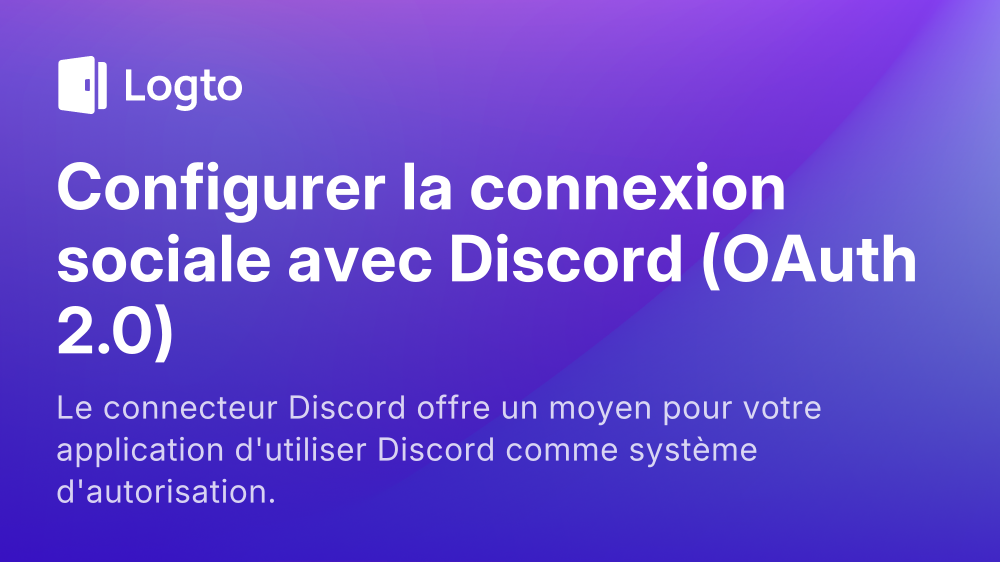 Logto
Configurer la connexion
sociale avec Discord (OAuth
2.0)
Le connecteur Discord offre un moyen pour votre
application d'utiliser Discord comme système
d'autorisation.